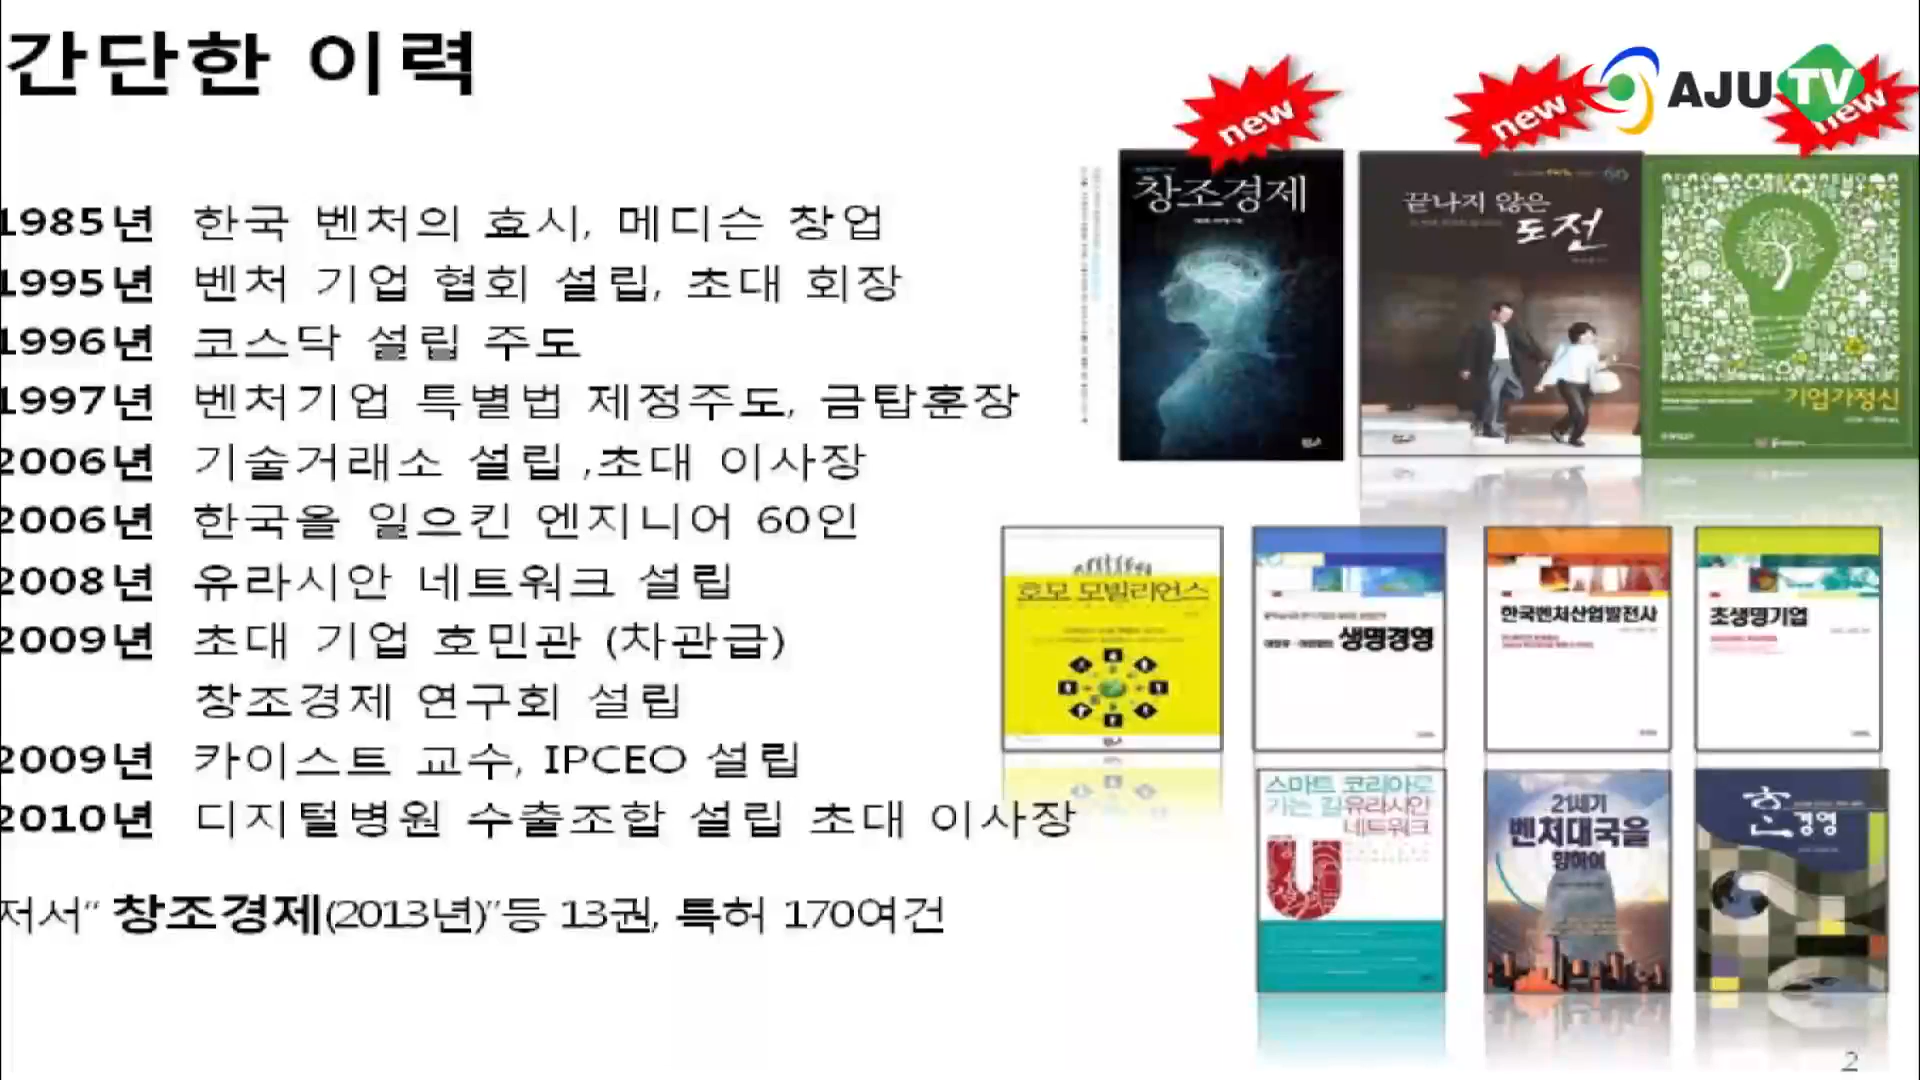 간단한 이력
AJU TV
new
new
new
1985년 한국 벤처의 효시, 메디슨 창업
1995년 벤처 기업 협회 설립, 초대 회장
1996년 코스닥 설립 주도
1997년 벤처기업 특별법 제정주도, 금탑훈장
2006년 기술거래소 설립 ,초대 이사장
2006년 한국을 일으킨 엔지니어 60인
2008년 유라시안 네트워크 설립
2009년 초대 기업 호민관 (차관급)
창조경제 연구회 설립
2009년 카이스트 교수, IPCEO 설립
2010년 디지털병원 수출조합 설립 초대 이사장
저서“ 창조경제(2013년)”등 13권, 특허 170여건
창조경제
끝나지 않은
도전
기업가정신
호모 모빌리언스
생명경영
한국벤처산업발전사
초생명기업
스마트 코리아로
가는 길유라시안
네트워크
U
21세기
벤처대국을
향하여
한
경영
2